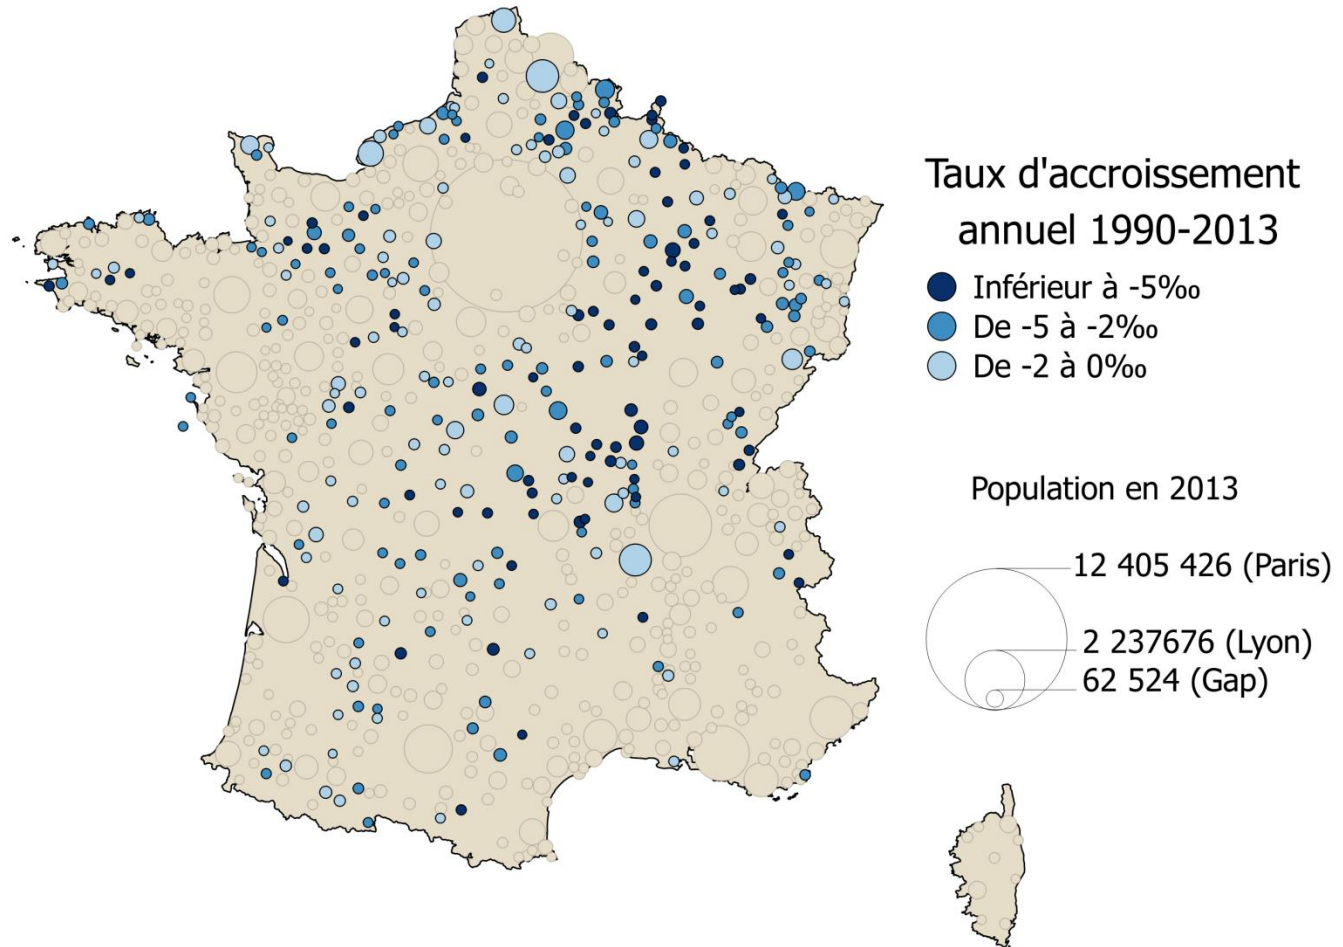 Taux d'accroissement
annuel 1990-2013
Inférieur à -5‰
De -5 à -2‰
De -2 à 0‰
Population en 2013
12 405 426 (Paris)
2 237676 (Lyon)
62 524 (Gap)